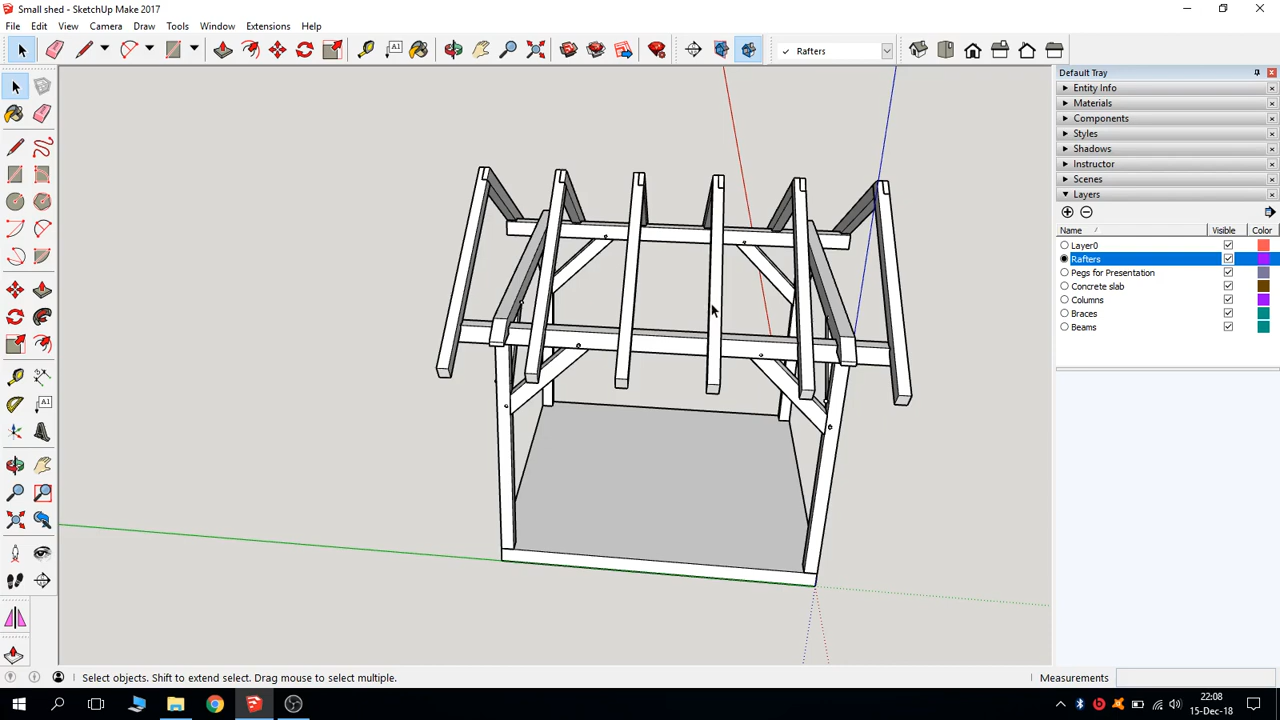 Small shed - SketchUp Make 2017
File Edit View Camera Draw Tools Window Extensions Help
A1
✓ Rafters
Default Tray
Entity Info
Materials
Components
Styles
Shadows
Instructor
Scenes
Layers
Name Visible Color
Layer0
Rafters
Pegs for Presentation
Concrete slab
Columns
Braces
Beams
A1
Select objects. Shift to extend select. Drag mouse to select multiple.
Measurements
22:08
15-Dec-18